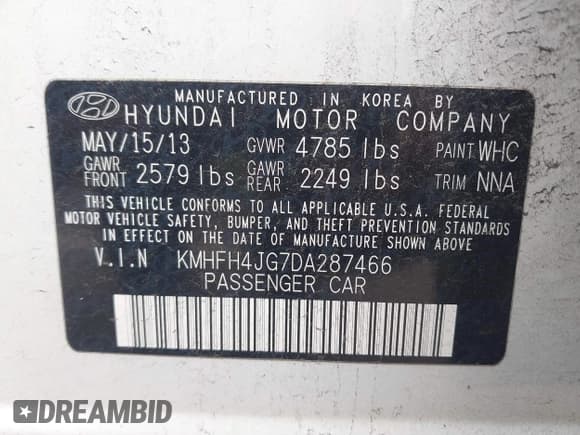 MANUFACTURED IN KOREA BY
HYUNDAI MOTOR COMPANY
MAY/15/13 GVWR 4785 lbs PAINT WHC
GAWR FRONT 2579 lbs GAWR REAR 2249 lbs TRIM NNA
THIS VEHICLE CONFORMS TO ALL APPLICABLE U.S.A. FEDERAL
MOTOR VEHICLE SAFETY, BUMPER, AND THEFT PREVENTION STANDARDS
IN EFFECT ON THE DATE OF MANUFACTURE SHOWN ABOVE.
V.I.N KMHFH4JG7DA287466
PASSENGER CAR
DREAMBID